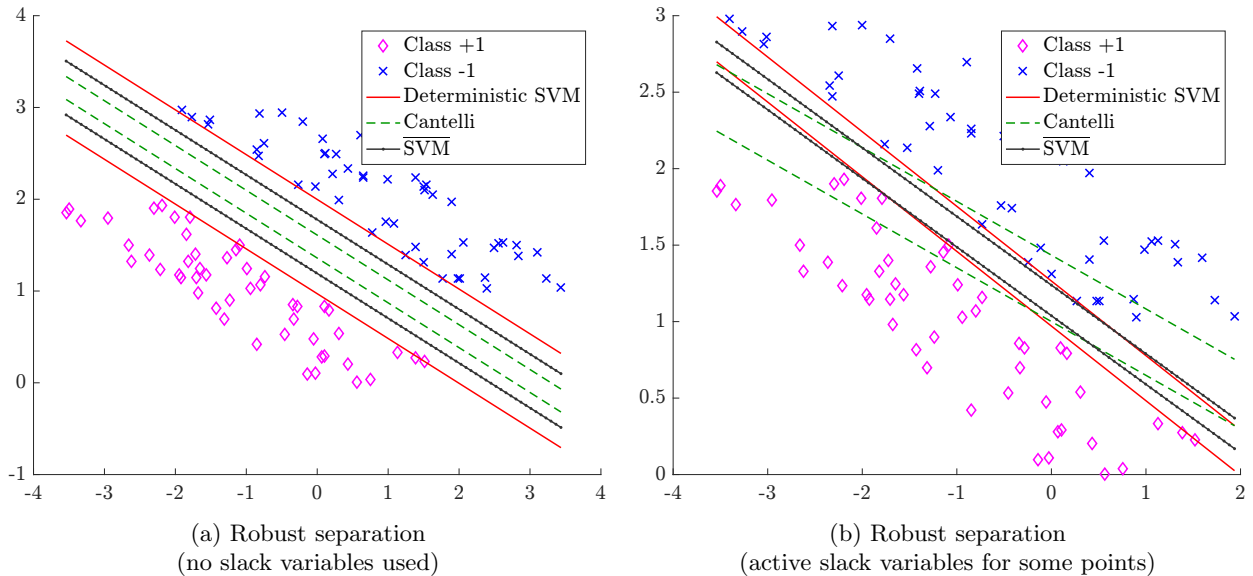 4
3
2
1
0
-1
-4
-3
-2
-1
0
1
2
3
4
Class +1
Class -1
Deterministic SVM
Cantelli
SVM
(a) Robust separation
(no slack variables used)
3
2.5
2
1.5
1
0.5
0
-4
-3
-2
-1
0
1
2
Class +1
Class -1
Deterministic SVM
Cantelli
SVM
(b) Robust separation
(active slack variables for some points)